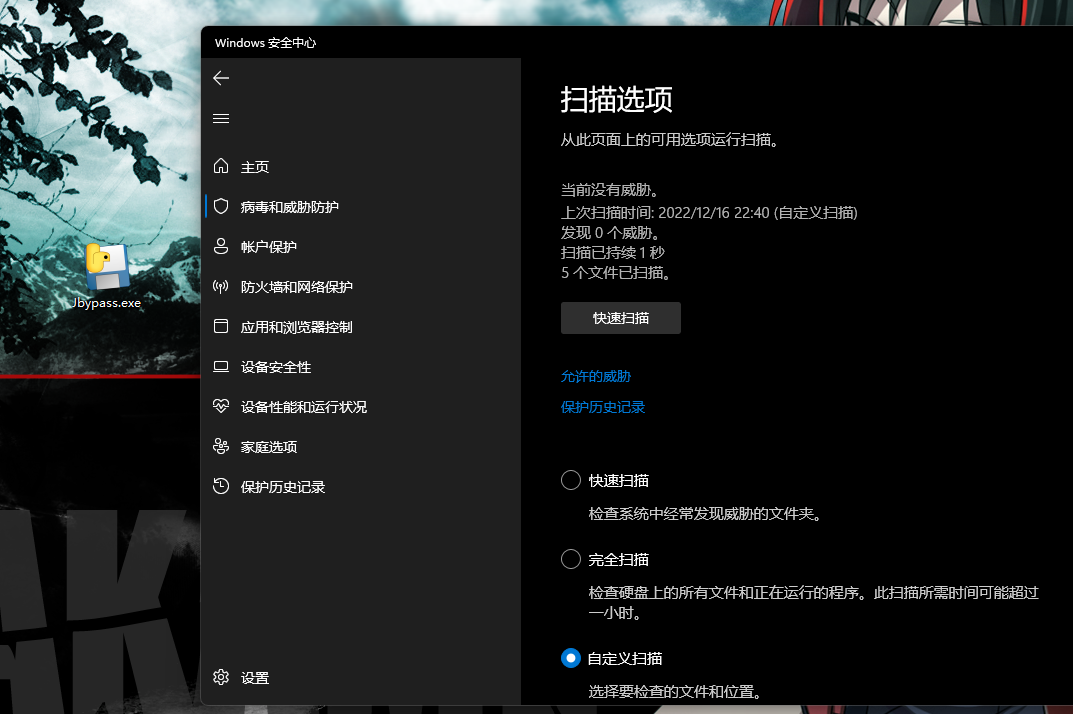 Windows 安全中心
Jbypass.exe
主页
病毒和威胁防护
帐户保护
防火墙和网络保护
应用和浏览器控制
设备安全性
设备性能和运行状况
家庭选项
保护历史记录
设置
扫描选项
从此页面上的可用选项运行扫描。
当前没有威胁。
上次扫描时间: 2022/12/16 22:40 (自定义扫描)
发现 0 个威胁。
扫描已持续 1 秒
5 个文件已扫描。
快速扫描
允许的威胁
保护历史记录
快速扫描
检查系统中经常发现威胁的文件夹。
完全扫描
检查硬盘上的所有文件和正在运行的程序。此扫描所需时间可能超过
一小时。
自定义扫描
选择要检查的文件和位置。